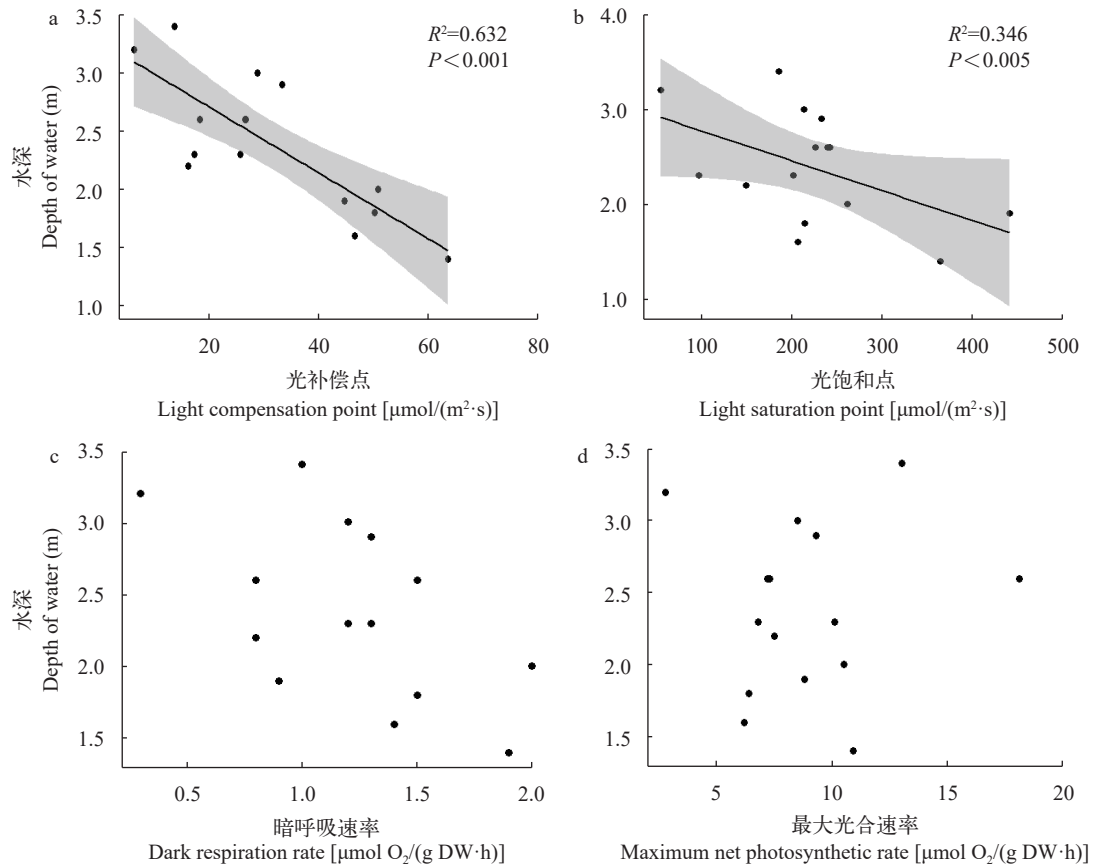 a
3.5
3.0
2.5
2.0
1.5
1.0
水深
Depth of water (m)
R²=0.632
P＜0.001
20
40
60
80
光补偿点
Light compensation point [μmol/(m²·s)]
b
4.0
3.0
2.0
1.0
R²=0.346
P＜0.005
100
200
300
400
500
光饱和点
Light saturation point [μmol/(m²·s)]
c
3.5
3.0
2.5
2.0
1.5
水深
Depth of water (m)
0.5
1.0
1.5
2.0
暗呼吸速率
Dark respiration rate [μmol O₂/(g DW·h)]
d
3.5
3.0
2.5
2.0
1.5
5
10
15
20
最大光合速率
Maximum net photosynthetic rate [μmol O₂/(g DW·h)]